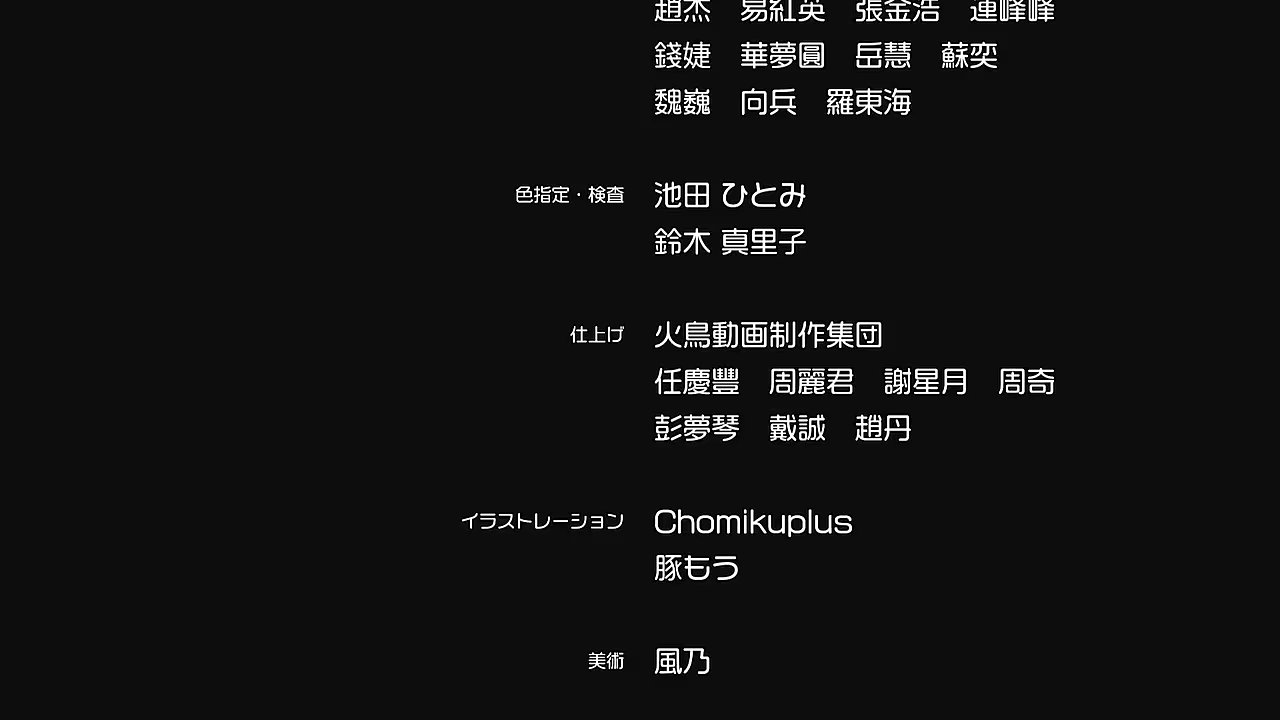 趙杰　易紅英　張金浩　連峰峰
錢婕　華夢圓　岳慧　蘇奕
魏巍　向兵　羅東海
色指定・検査　池田 ひとみ
鈴木 真里子
仕上げ　火鳥動画制作集団
任慶豐　周麗君　謝星月　周奇
彭夢琴　戴誠　趙丹
イラストレーション　Chomikuplus
豚もう
美術　風乃